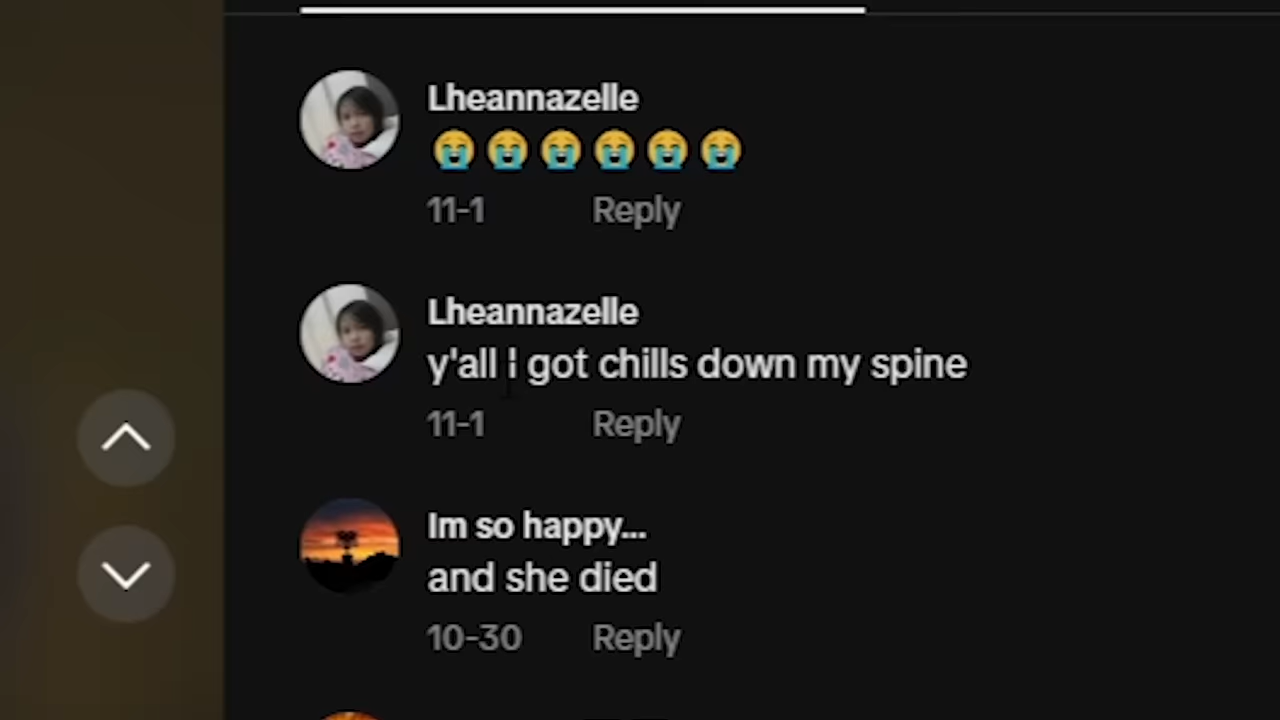 Lheannazelle
😭😭😭😭😭😭
11-1 Reply
Lheannazelle
y'all i got chills down my spine
11-1 Reply
Im so happy...
and she died
10-30 Reply